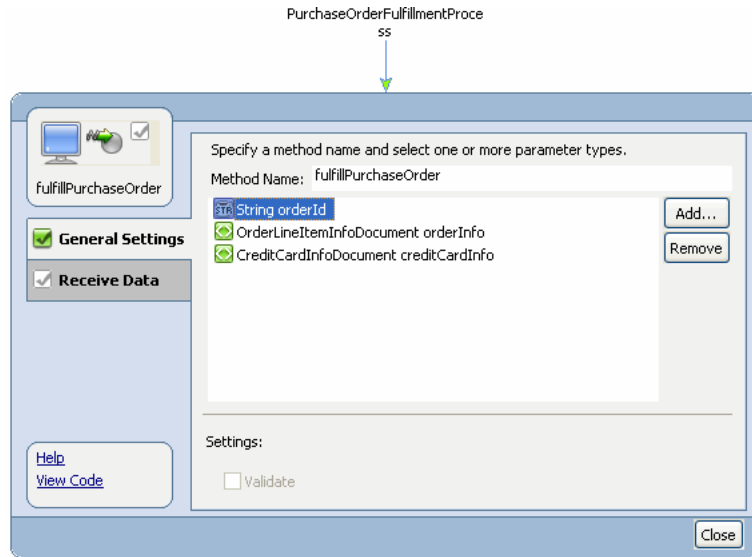 PurchaseOrderFulfillmentProce
ss
fulfillPurchaseOrder
General Settings
Receive Data
Help
View Code
Specify a method name and select one or more parameter types.
Method Name: fulfillPurchaseOrder
STR String orderId
OrderLineItemInfoDocument orderInfo
CreditCardInfoDocument creditCardInfo
Add...
Remove
Settings:
Validate
Close